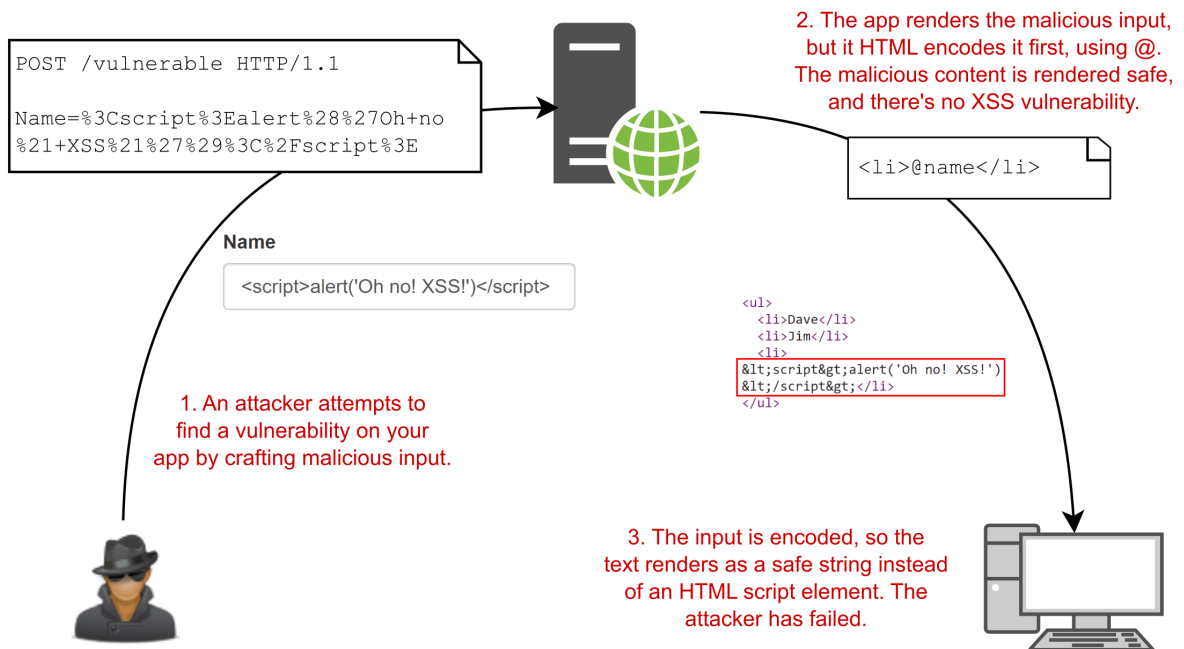 POST /vulnerable HTTP/1.1
Name=%3Cscript%3Ealert%28%27Oh+no
%21+XSS%21%27%29%3C%2Fscript%3E
2. The app renders the malicious input,
but it HTML encodes it first, using @.
The malicious content is rendered safe,
and there's no XSS vulnerability.
<li>@name</li>
Name
<script>alert('Oh no! XSS!')</script>
<ul>
<li>Dave</li>
<li>Jim</li>
<li>
&lt;script&gt;alert('Oh no! XSS!')
&lt;/script&gt;</li>
</ul>
1. An attacker attempts to
find a vulnerability on your
app by crafting malicious input.
3. The input is encoded, so the
text renders as a safe string instead
of an HTML script element. The
attacker has failed.